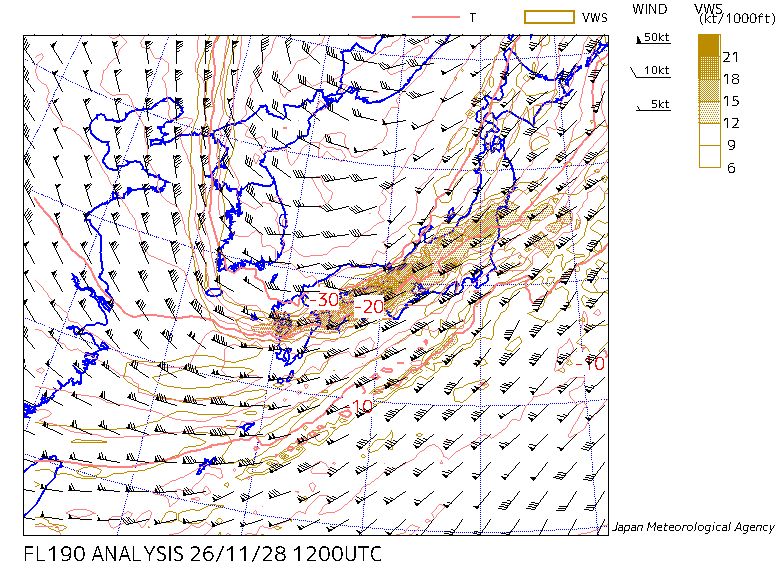 T
VWS
WIND
50kt
10kt
5kt
VWS
(kt/1000ft)
21
18
15
12
9
6
-30
-20
-10
-10
Japan Meteorological Agency
FL190 ANALYSIS 26/11/28 1200UTC